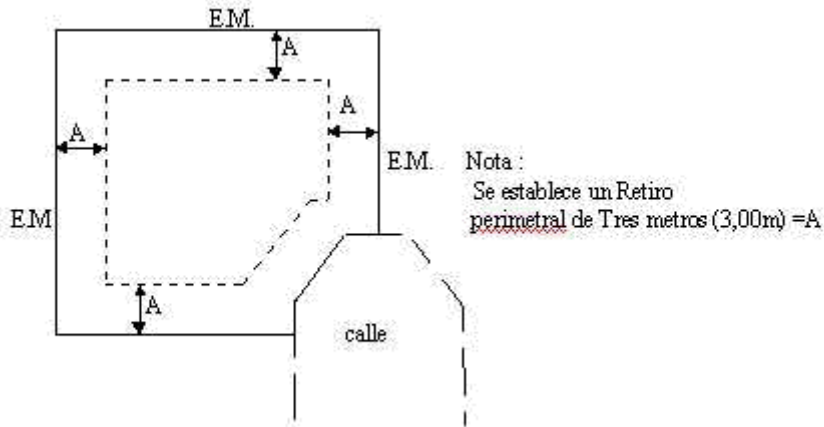 E.M.
A
A
A
E.M. Nota :
Se establece un Retiro
E.M
perimetral de Tres metros (3,00m) =A
A
calle